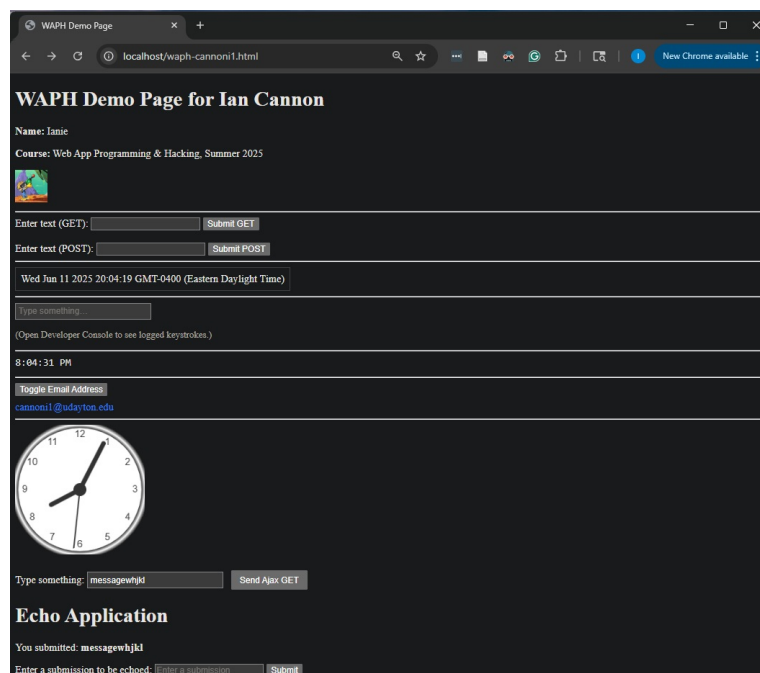 WAPH Demo Page
localhost/waph-cannoni1.html
New Chrome available
WAPH Demo Page for Ian Cannon
Name: Ianie
Course: Web App Programming & Hacking, Summer 2025
Enter text (GET): Submit GET
Enter text (POST): Submit POST
Wed Jun 11 2025 20:04:19 GMT-0400 (Eastern Daylight Time)
Type something...
(Open Developer Console to see logged keystrokes.)
8:04:31 PM
Toggle Email Address
cannoni1@udayton.edu
12
11 1
10 2
9 3
8 4
7 5
6
Type something: messagewhjkl Send Ajax GET
Echo Application
You submitted: messagewhjkl
Enter a submission to be echoed: Enter a submission Submit